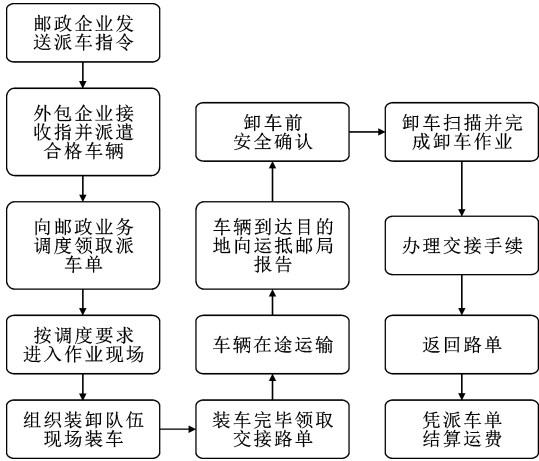 邮政企业发
送派车指令
外包企业接
收指并派遣
合格车辆
向邮政业务
调度领取派
车单
按调度要求
进入作业现场
组织装卸队伍
现场装车
装车完毕领取
交接路单
车辆在途运输
车辆到达目的
地向运抵邮局
报告
卸车前
安全确认
卸车扫描并完
成卸车作业
办理交接手续
返回路单
凭派车单
结算运费